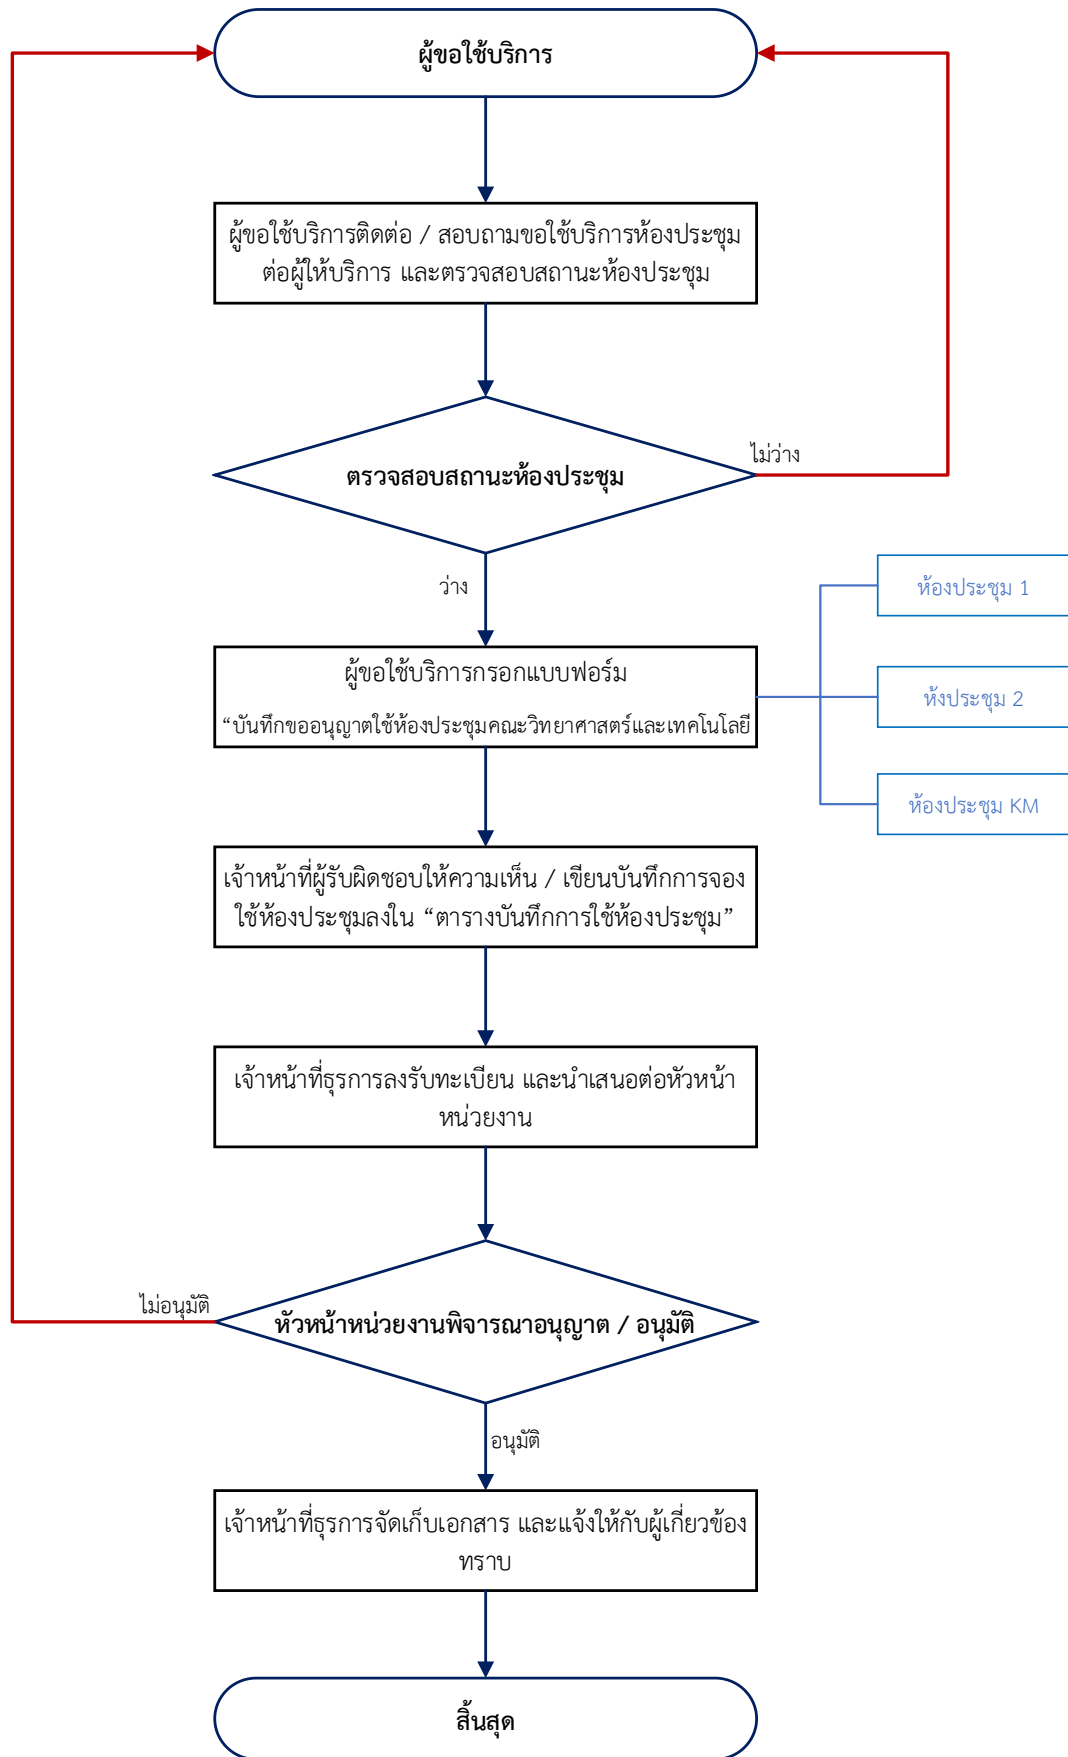 ผู้ขอใช้บริการ
ผู้ขอใช้บริการติดต่อ / สอบถามขอใช้บริการห้องประชุม
ต่อผู้ให้บริการ และตรวจสอบสถานะห้องประชุม
ตรวจสอบสถานะห้องประชุม
ไม่ว่าง
ว่าง
ผู้ขอใช้บริการกรอกแบบฟอร์ม
“บันทึกขออนุญาตใช้ห้องประชุมคณะวิทยาศาสตร์และเทคโนโลยี
ห้องประชุม 1
ห้งประชุม 2
ห้องประชุม KM
เจ้าหน้าที่ผู้รับผิดชอบให้ความเห็น / เขียนบันทึกการจอง
ใช้ห้องประชุมลงใน “ตารางบันทึกการใช้ห้องประชุม”
เจ้าหน้าที่ธุรการลงรับทะเบียน และนำเสนอต่อหัวหน้า
หน่วยงาน
ไม่อนุมัติ
หัวหน้าหน่วยงานพิจารณาอนุญาต / อนุมัติ
อนุมัติ
เจ้าหน้าที่ธุรการจัดเก็บเอกสาร และแจ้งให้กับผู้เกี่ยวข้อง
ทราบ
สิ้นสุด